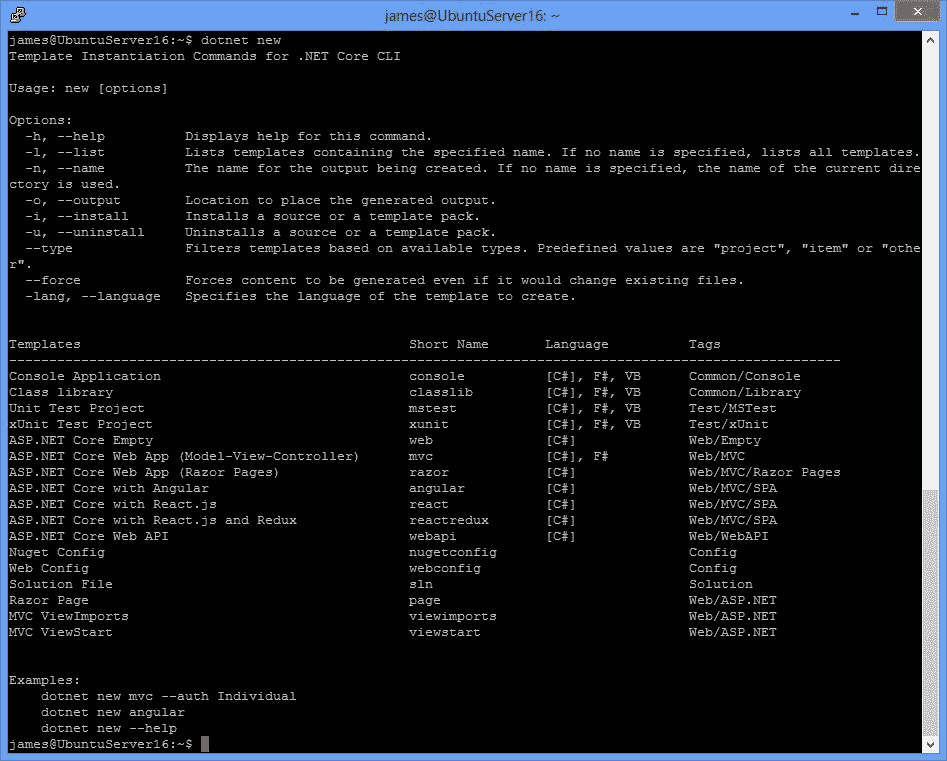 james@UbuntuServer16: ~
james@UbuntuServer16:~$ dotnet new
Template Instantiation Commands for .NET Core CLI
Usage: new [options]
Options:
-h, --help Displays help for this command.
-l, --list Lists templates containing the specified name. If no name is specified, lists all templates.
-n, --name The name for the output being created. If no name is specified, the name of the current dire
ctory is used.
-o, --output Location to place the generated output.
-i, --install Installs a source or a template pack.
-u, --uninstall Uninstalls a source or a template pack.
--type Filters templates based on available types. Predefined values are "project", "item" or "othe
r".
--force Forces content to be generated even if it would change existing files.
-lang, --language Specifies the language of the template to create.
Templates Short Name Language Tags
--------------------------------------------------------------------------------------------------------
Console Application console [C#], F#, VB Common/Console
Class library classlib [C#], F#, VB Common/Library
Unit Test Project mstest [C#], F#, VB Test/MSTest
xUnit Test Project xunit [C#], F#, VB Test/xUnit
ASP.NET Core Empty web [C#] Web/Empty
ASP.NET Core Web App (Model-View-Controller) mvc [C#], F# Web/MVC
ASP.NET Core Web App (Razor Pages) razor [C#] Web/MVC/Razor Pages
ASP.NET Core with Angular angular [C#] Web/MVC/SPA
ASP.NET Core with React.js react [C#] Web/MVC/SPA
ASP.NET Core with React.js and Redux reactredux [C#] Web/MVC/SPA
ASP.NET Core Web API webapi [C#] Web/WebAPI
Nuget Config nugetconfig Config
Web Config webconfig Config
Solution File sln Solution
Razor Page page Web/ASP.NET
MVC ViewImports viewimports Web/ASP.NET
MVC ViewStart viewstart Web/ASP.NET
Examples:
dotnet new mvc --auth Individual
dotnet new angular
dotnet new --help
james@UbuntuServer16:~$